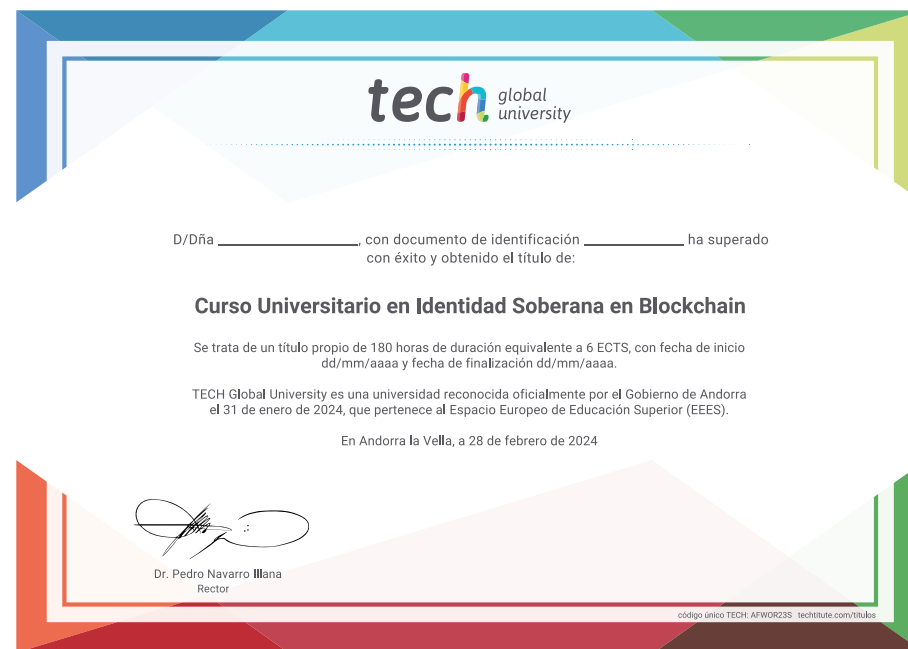 tech global
university
D/Dña ____________________, con documento de identificación ______________ ha superado
con éxito y obtenido el título de:
Curso Universitario en Identidad Soberana en Blockchain
Se trata de un título propio de 180 horas de duración equivalente a 6 ECTS, con fecha de inicio
dd/mm/aaaa y fecha de finalización dd/mm/aaaa.
TECH Global University es una universidad reconocida oficialmente por el Gobierno de Andorra
el 31 de enero de 2024, que pertenece al Espacio Europeo de Educación Superior (EEES).
En Andorra la Vella, a 28 de febrero de 2024
Dr. Pedro Navarro Illana
Rector
código único TECH: AFWOR23S techtitute.com/titulos